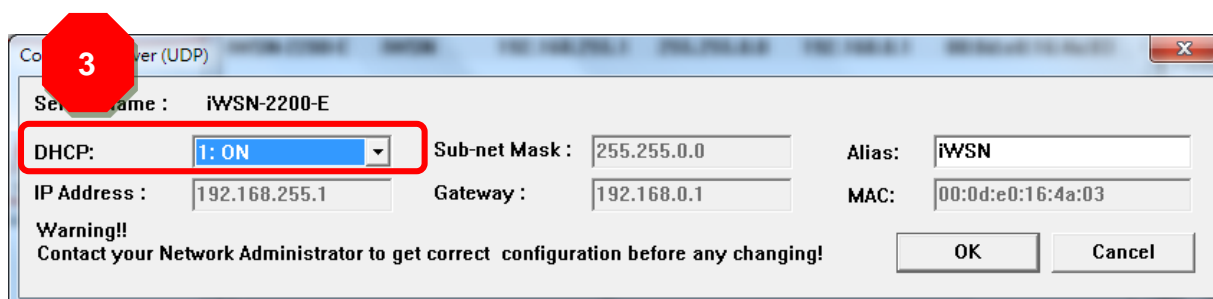 3
Co ver (UDP)
Se ame : iWSN-2200-E
DHCP: 1: ON Sub-net Mask : 255.255.0.0 Alias: iWSN
IP Address : 192.168.255.1 Gateway : 192.168.0.1 MAC: 00:0d:e0:16:4a:03
Warning!!
Contact your Network Administrator to get correct configuration before any changing!
OK Cancel